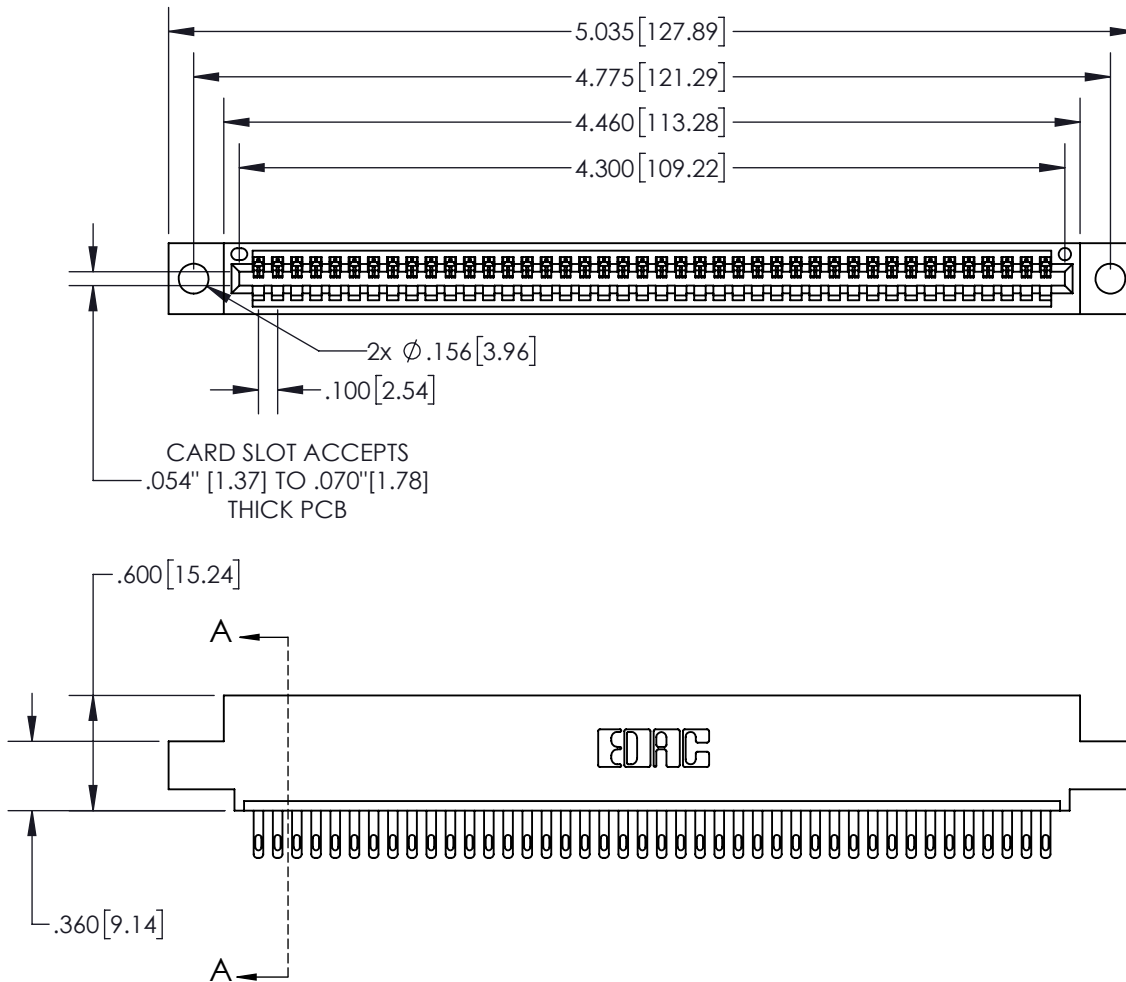 5.035[127.89]
4.775[121.29]
4.460[113.28]
4.300[109.22]
2x Ø.156[3.96]
.100[2.54]
CARD SLOT ACCEPTS
.054" [1.37] TO .070"[1.78]
THICK PCB
.600[15.24]
A
EDAC
.360[9.14]
A